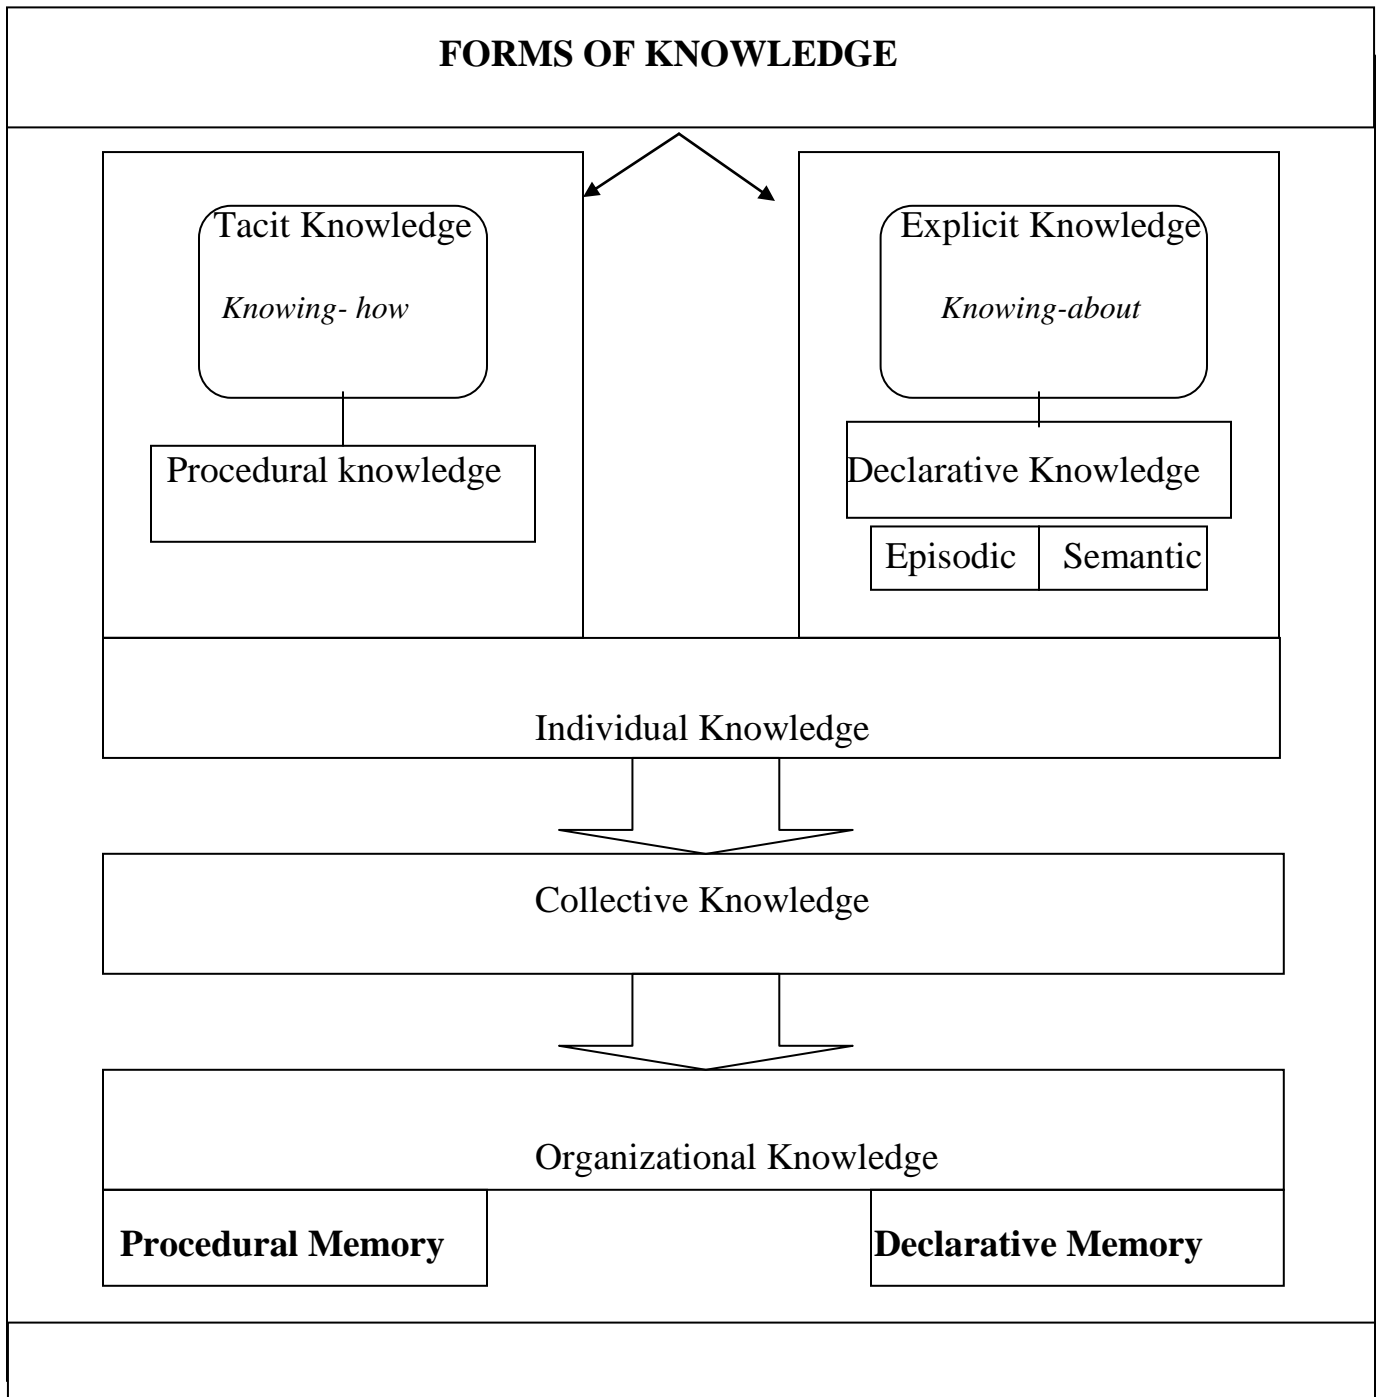 FORMS OF KNOWLEDGE
Tacit Knowledge
Knowing- how
Procedural knowledge
Explicit Knowledge
Knowing-about
Declarative Knowledge
Episodic
Semantic
Individual Knowledge
Collective Knowledge
Organizational Knowledge
Procedural Memory
Declarative Memory